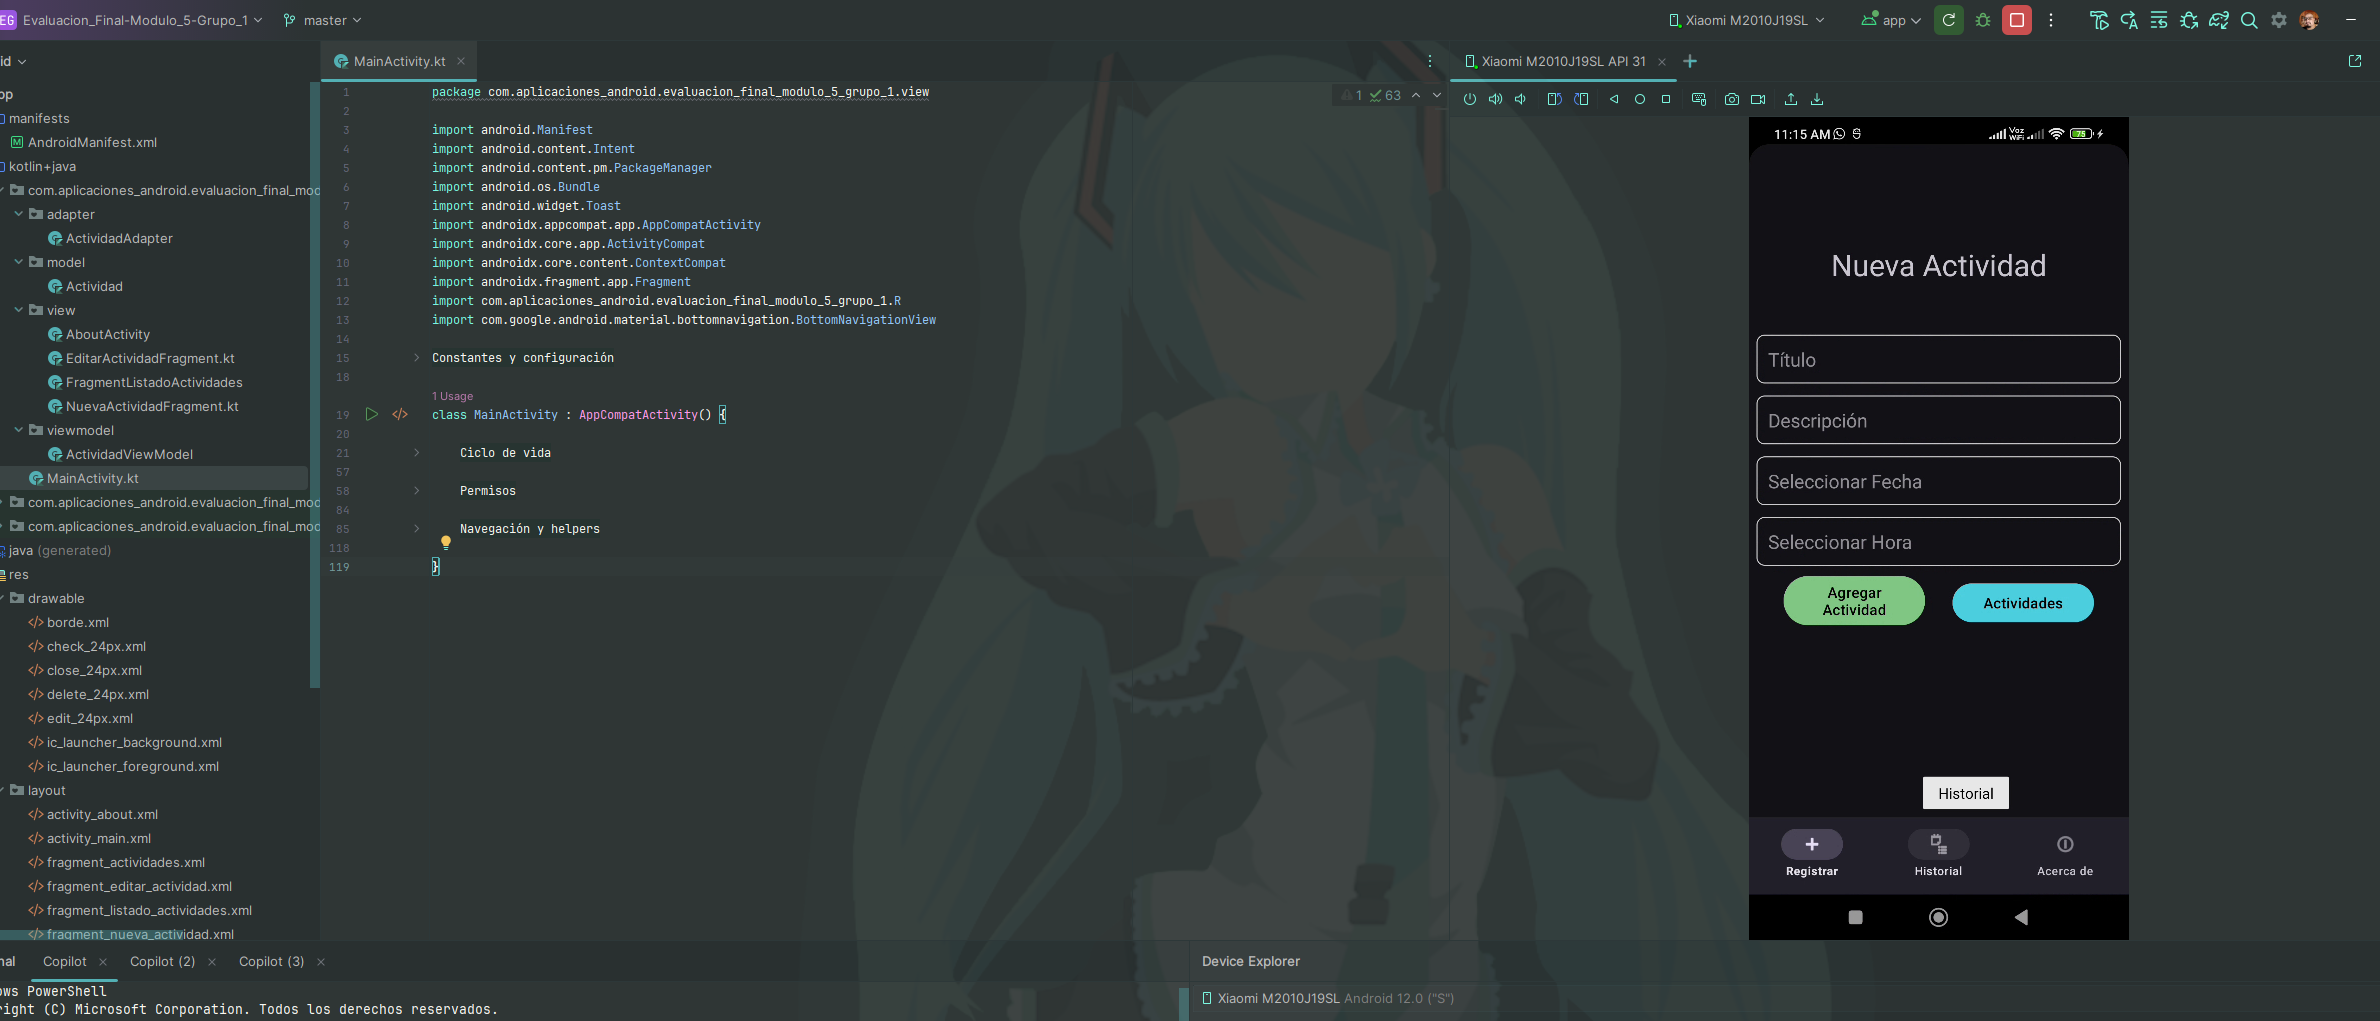 EG Evaluacion_Final-Modulo_5-Grupo_1 master Xiaomi M2010J19SL app
id
op
manifests
AndroidManifest.xml
kotlin+java
com.aplicaciones_android.evaluacion_final_mod
adapter
ActividadAdapter
model
Actividad
view
AboutActivity
EditarActividadFragment.kt
FragmentListadoActividades
NuevaActividadFragment.kt
viewmodel
ActividadViewModel
MainActivity.kt
com.aplicaciones_android.evaluacion_final_mod
com.aplicaciones_android.evaluacion_final_mod
java (generated)
res
drawable
borde.xml
check_24px.xml
close_24px.xml
delete_24px.xml
edit_24px.xml
ic_launcher_background.xml
ic_launcher_foreground.xml
layout
activity_about.xml
activity_main.xml
fragment_actividades.xml
fragment_editar_actividad.xml
fragment_listado_actividades.xml
fragment_nueva_actividad.xml
MainActivity.kt
1 63
1 package com.aplicaciones_android.evaluacion_final_modulo_5_grupo_1.view
2
3 import android.Manifest
4 import android.content.Intent
5 import android.content.pm.PackageManager
6 import android.os.Bundle
7 import android.widget.Toast
8 import androidx.appcompat.app.AppCompatActivity
9 import androidx.core.app.ActivityCompat
10 import androidx.core.content.ContextCompat
11 import androidx.fragment.app.Fragment
12 import com.aplicaciones_android.evaluacion_final_modulo_5_grupo_1.R
13 import com.google.android.material.bottomnavigation.BottomNavigationView
14
15 Constantes y configuración
18
1 Usage
19 class MainActivity : AppCompatActivity() {
20
21 Ciclo de vida
57
58 Permisos
84
85 Navegación y helpers
118
119 }
Xiaomi M2010J19SL API 31
11:15 AM Voz WiFi 75
Nueva Actividad
Título
Descripción
Seleccionar Fecha
Seleccionar Hora
Agregar
Actividad
Actividades
Historial
Registrar Historial Acerca de
nal Copilot Copilot (2) Copilot (3)
ows PowerShell
right (C) Microsoft Corporation. Todos los derechos reservados.
Device Explorer
Xiaomi M2010J19SL Android 12.0 ("S")